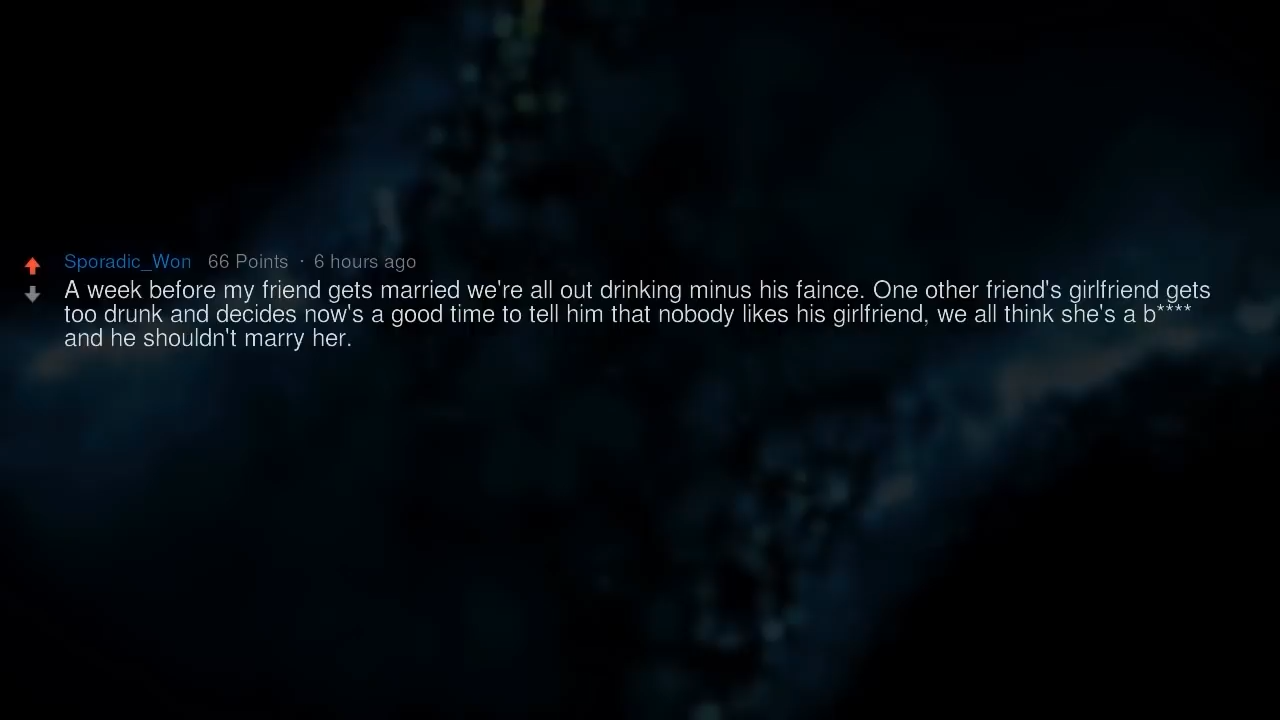 Sporadic_Won 66 Points · 6 hours ago
A week before my friend gets married we're all out drinking minus his faince. One other friend's girlfriend gets
too drunk and decides now's a good time to tell him that nobody likes his girlfriend, we all think she's a b****
and he shouldn't marry her.